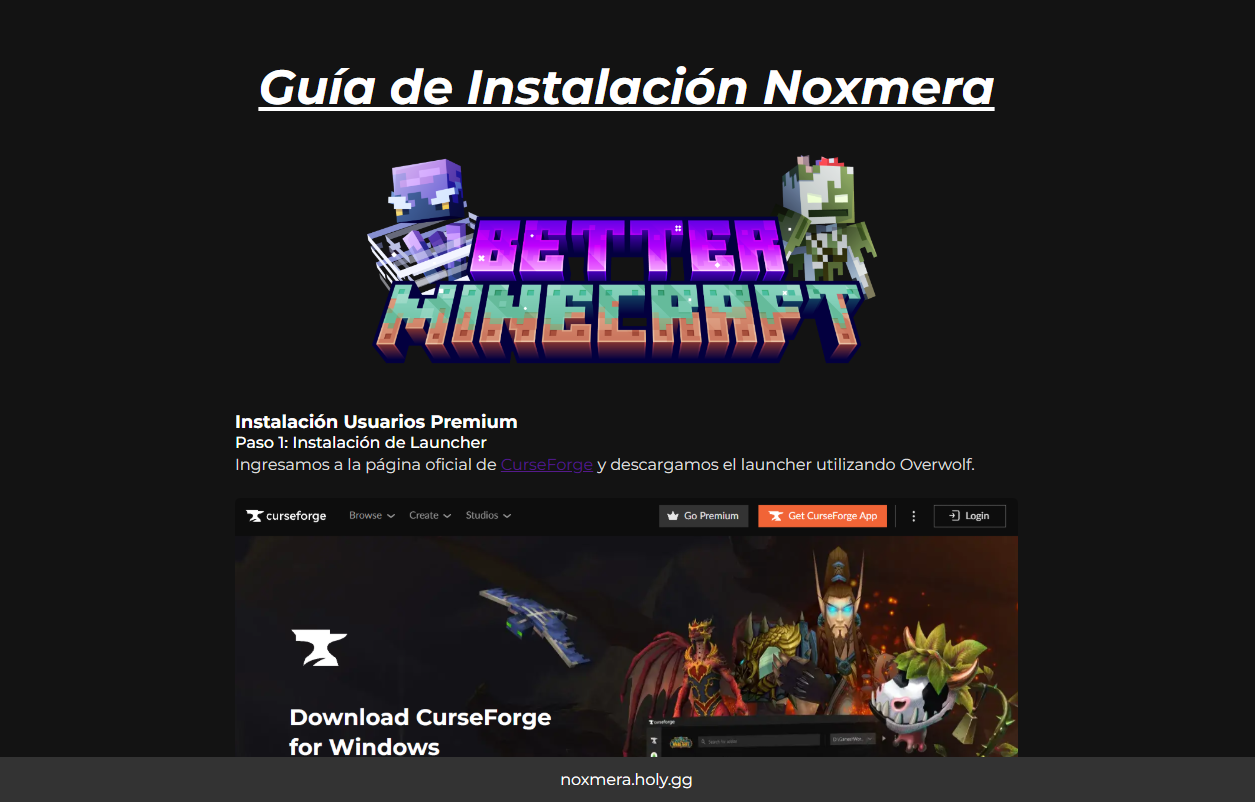 Guía de Instalación Noxmera
BETTER
MINECRAFT
Instalación Usuarios Premium
Paso 1: Instalación de Launcher
Ingresamos a la página oficial de CurseForge y descargamos el launcher utilizando Overwolf.
curseforge Browse Create Studios Go Premium Get CurseForge App Login
Download CurseForge
for Windows
curseforge
noxmera.holy.gg